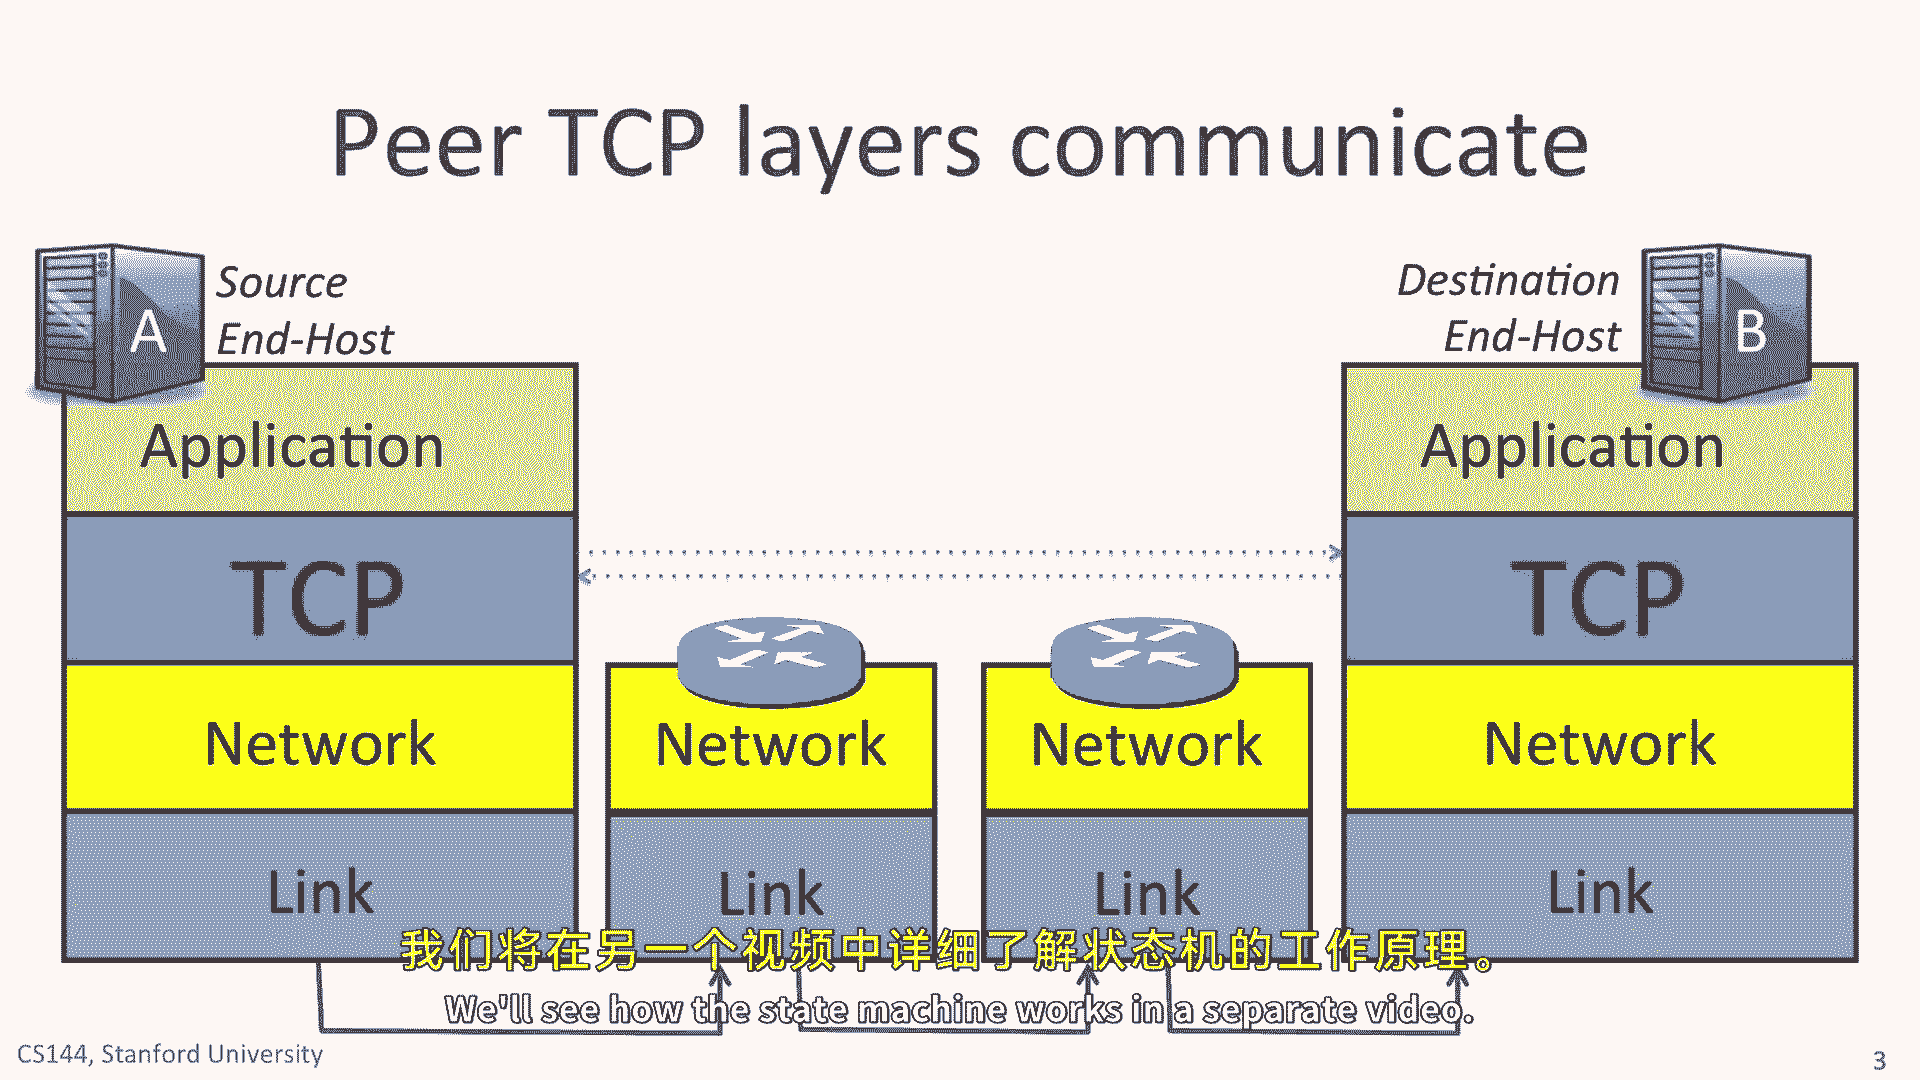 Peer TCP layers communicate
A
Source
End-Host
Destination
End-Host
B
Application
Application
TCP
TCP
Network
Network
Network
Network
Link
Link
Link
Link
我们将在另一个视频中详细了解状态机的工作原理。
We'll see how the state machine works in a separate video.
CS144, Stanford University
3